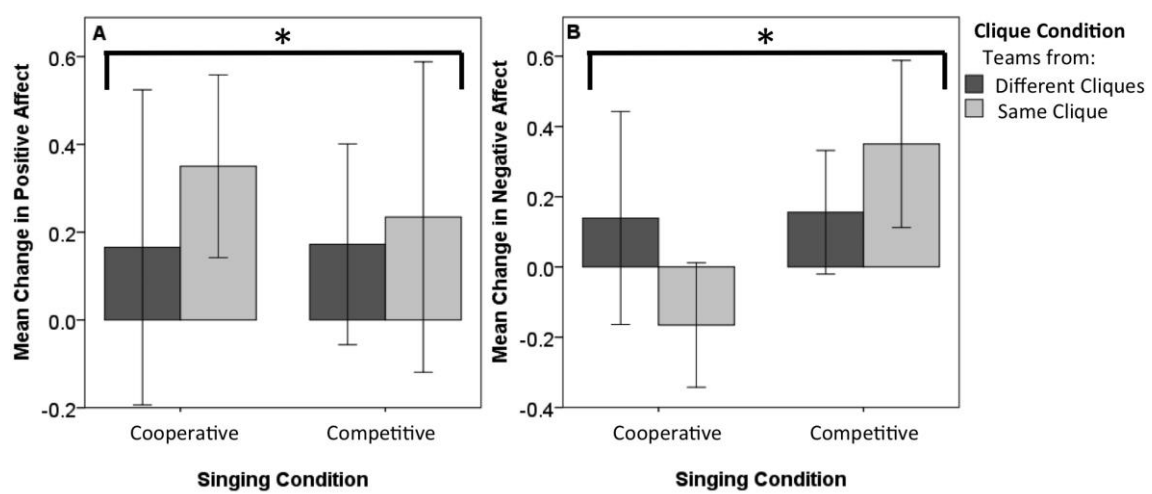 A
*
Mean Change in Positive Affect
0.6
0.4
0.2
0.0
-0.2
Cooperative
Competitive
Singing Condition
B
*
Mean Change in Negative Affect
0.6
0.4
0.2
0.0
-0.2
-0.4
Cooperative
Competitive
Singing Condition
Clique Condition
Teams from:
Different Cliques
Same Clique